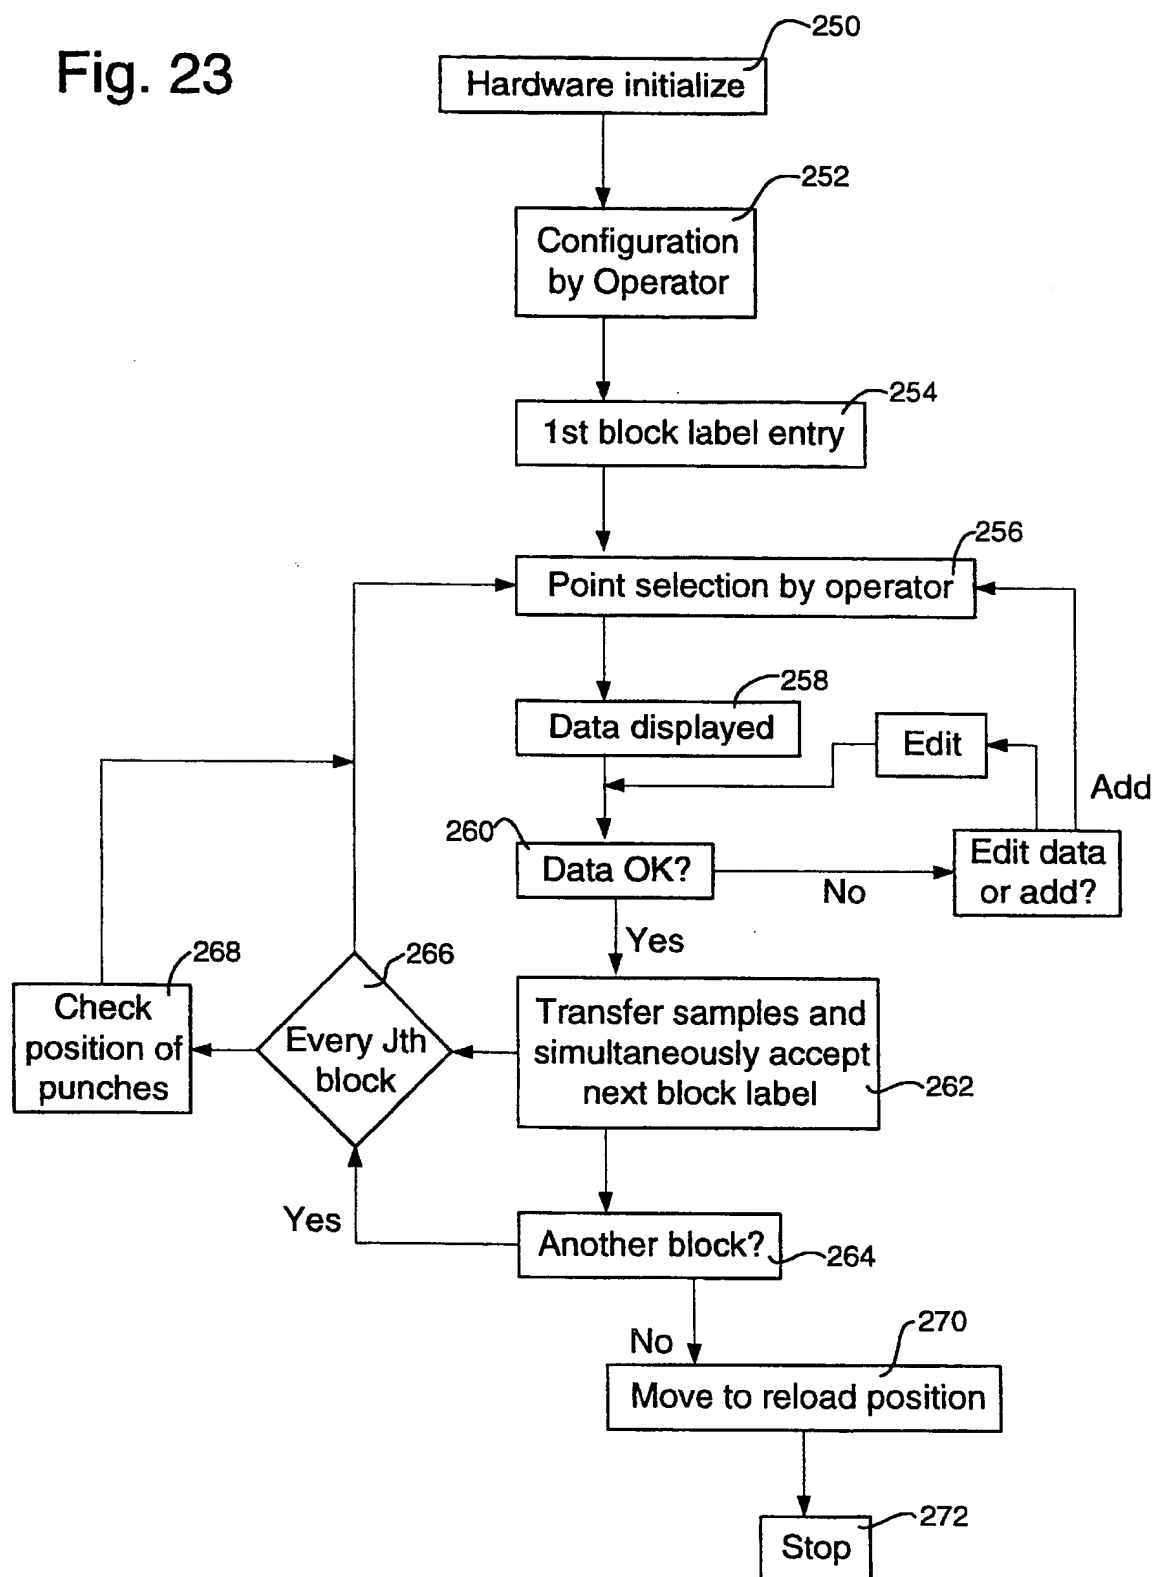 Fig. 23
250
Hardware initialize
252
Configuration
by Operator
254
1st block label entry
256
Point selection by operator
258
Data displayed
Edit
Add
260
Data OK?
No
Edit data
or add?
Yes
268
266
Check
position of
punches
Every Jth
block
Transfer samples and
simultaneously accept
next block label
262
Yes
Another block?
264
No
270
Move to reload position
272
Stop